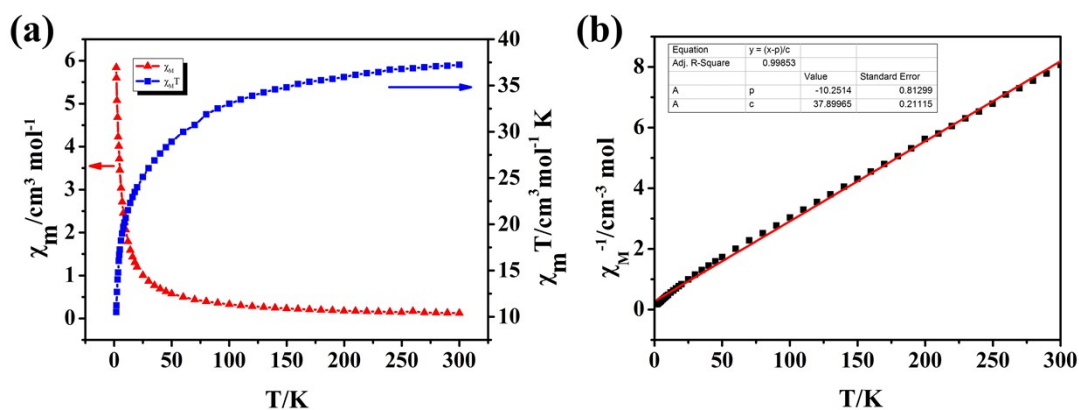 (a)
χm/cm³ mol⁻¹
6
5
4
3
2
1
0
χM
χMT
40
35
30
25
20
15
10
χmT/cm³mol⁻¹ K
0 50 100 150 200 250 300
T/K
(b)
χM⁻¹/cm⁻³ mol
8
6
4
2
0
Equation y = (x-p)/c
Adj. R-Square 0.99853
Value Standard Error
A p -10.2514 0.81299
A c 37.89965 0.21115
0 50 100 150 200 250 300
T/K